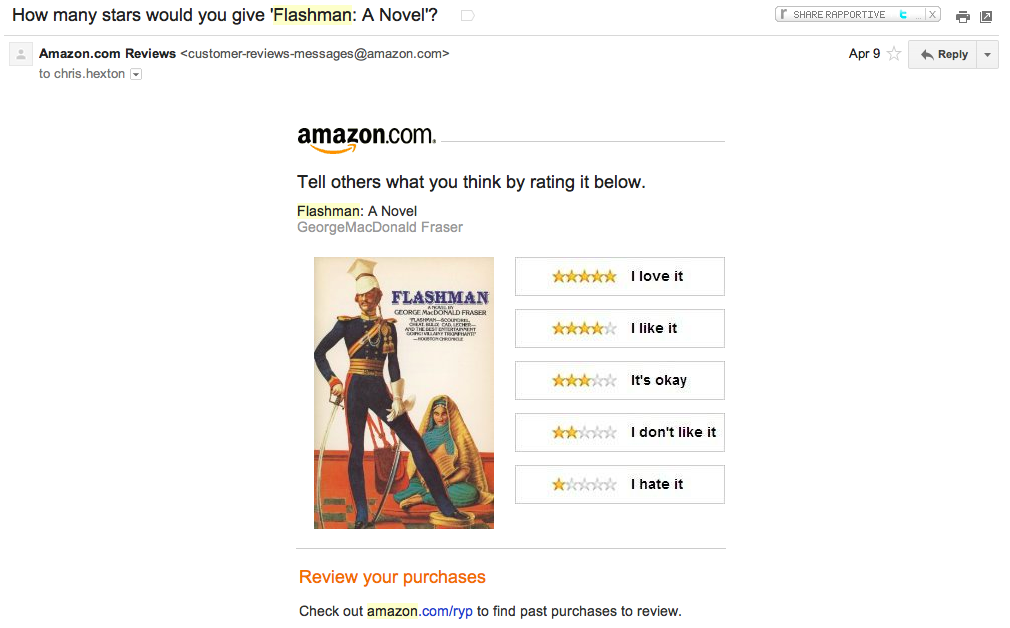 How many stars would you give 'Flashman: A Novel'?
r SHARE RAPPORTIVE t ... X
Amazon.com Reviews <customer-reviews-messages@amazon.com>
Apr 9
Reply
to chris.hexton
amazon.com.
Tell others what you think by rating it below.
Flashman: A Novel
GeorgeMacDonald Fraser
FLASHMAN
A NOVEL BY
GEORGE MACDONALD FRASER
"FLASHMAN—SCOUNDREL,
CHEAT, BULLY, CAD, LECHER—
AND THE BEST ENTERTAINMENT
GOING! VILLAINY TRIUMPHANT!"
—HOUSTON CHRONICLE
I love it
I like it
It's okay
I don't like it
I hate it
Review your purchases
Check out amazon.com/ryp to find past purchases to review.